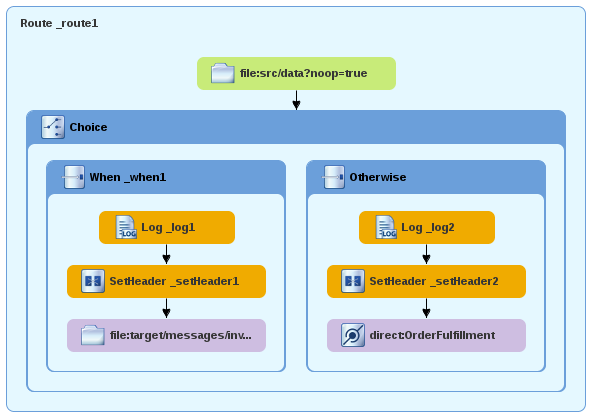 Route _route1
file:src/data?noop=true
Choice
When _when1
Otherwise
Log _log1
Log _log2
SetHeader _setHeader1
SetHeader _setHeader2
file:target/messages/inv...
direct:OrderFulfillment
LOG
LOG